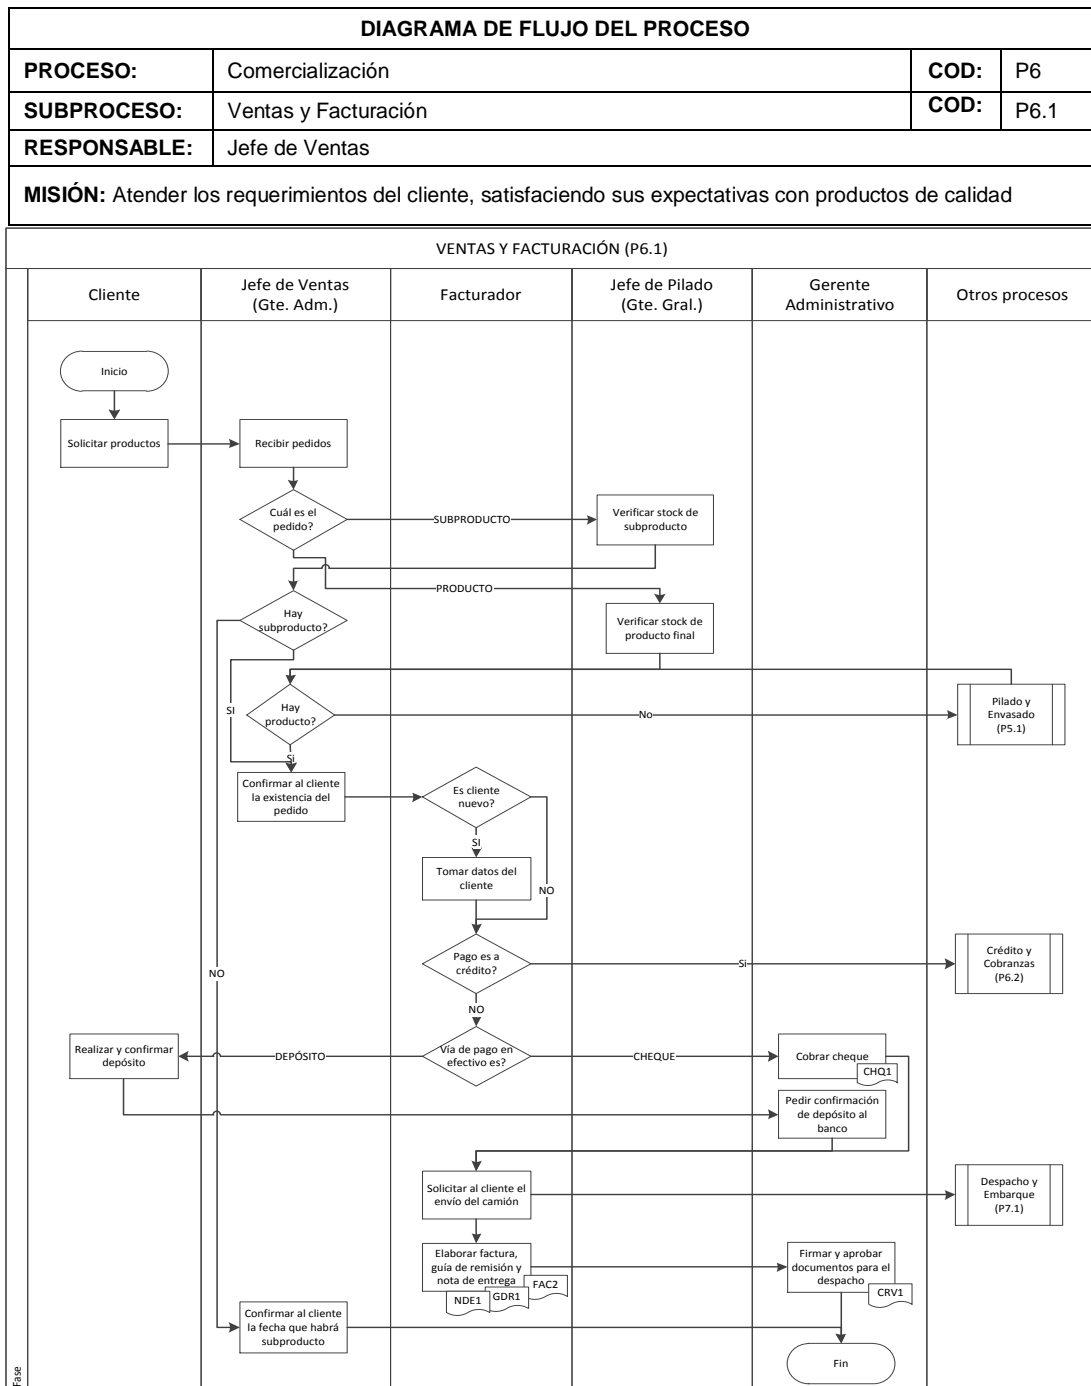 DIAGRAMA DE FLUJO DEL PROCESO
PROCESO: Comercialización COD: P6
SUBPROCESO: Ventas y Facturación COD: P6.1
RESPONSABLE: Jefe de Ventas
MISIÓN: Atender los requerimientos del cliente, satisfaciendo sus expectativas con productos de calidad
VENTAS Y FACTURACIÓN (P6.1)
Cliente
Jefe de Ventas
(Gte. Adm.)
Facturador
Jefe de Pilado
(Gte. Gral.)
Gerente
Administrativo
Otros procesos
Inicio
Solicitar productos
Recibir pedidos
Cuál es el
pedido?
SUBPRODUCTO
Verificar stock de
subproducto
PRODUCTO
Hay
subproducto?
Verificar stock de
producto final
SI
Hay
producto?
No
Pilado y
Envasado
(P5.1)
Si
Confirmar al cliente
la existencia del
pedido
Es cliente
nuevo?
SI
Tomar datos del
cliente
NO
Pago es a
crédito?
Si
Crédito y
Cobranzas
(P6.2)
NO
NO
Realizar y confirmar
depósito
DEPÓSITO
Vía de pago en
efectivo es?
CHEQUE
Cobrar cheque
CHQ1
Pedir confirmación
de depósito al
banco
Solicitar al cliente el
envío del camión
Despacho y
Embarque
(P7.1)
Elaborar factura,
guía de remisión y
nota de entrega
FAC2
GDR1
NDE1
Firmar y aprobar
documentos para el
despacho
CRV1
Confirmar al cliente
la fecha que habrá
subproducto
Fin
Fase